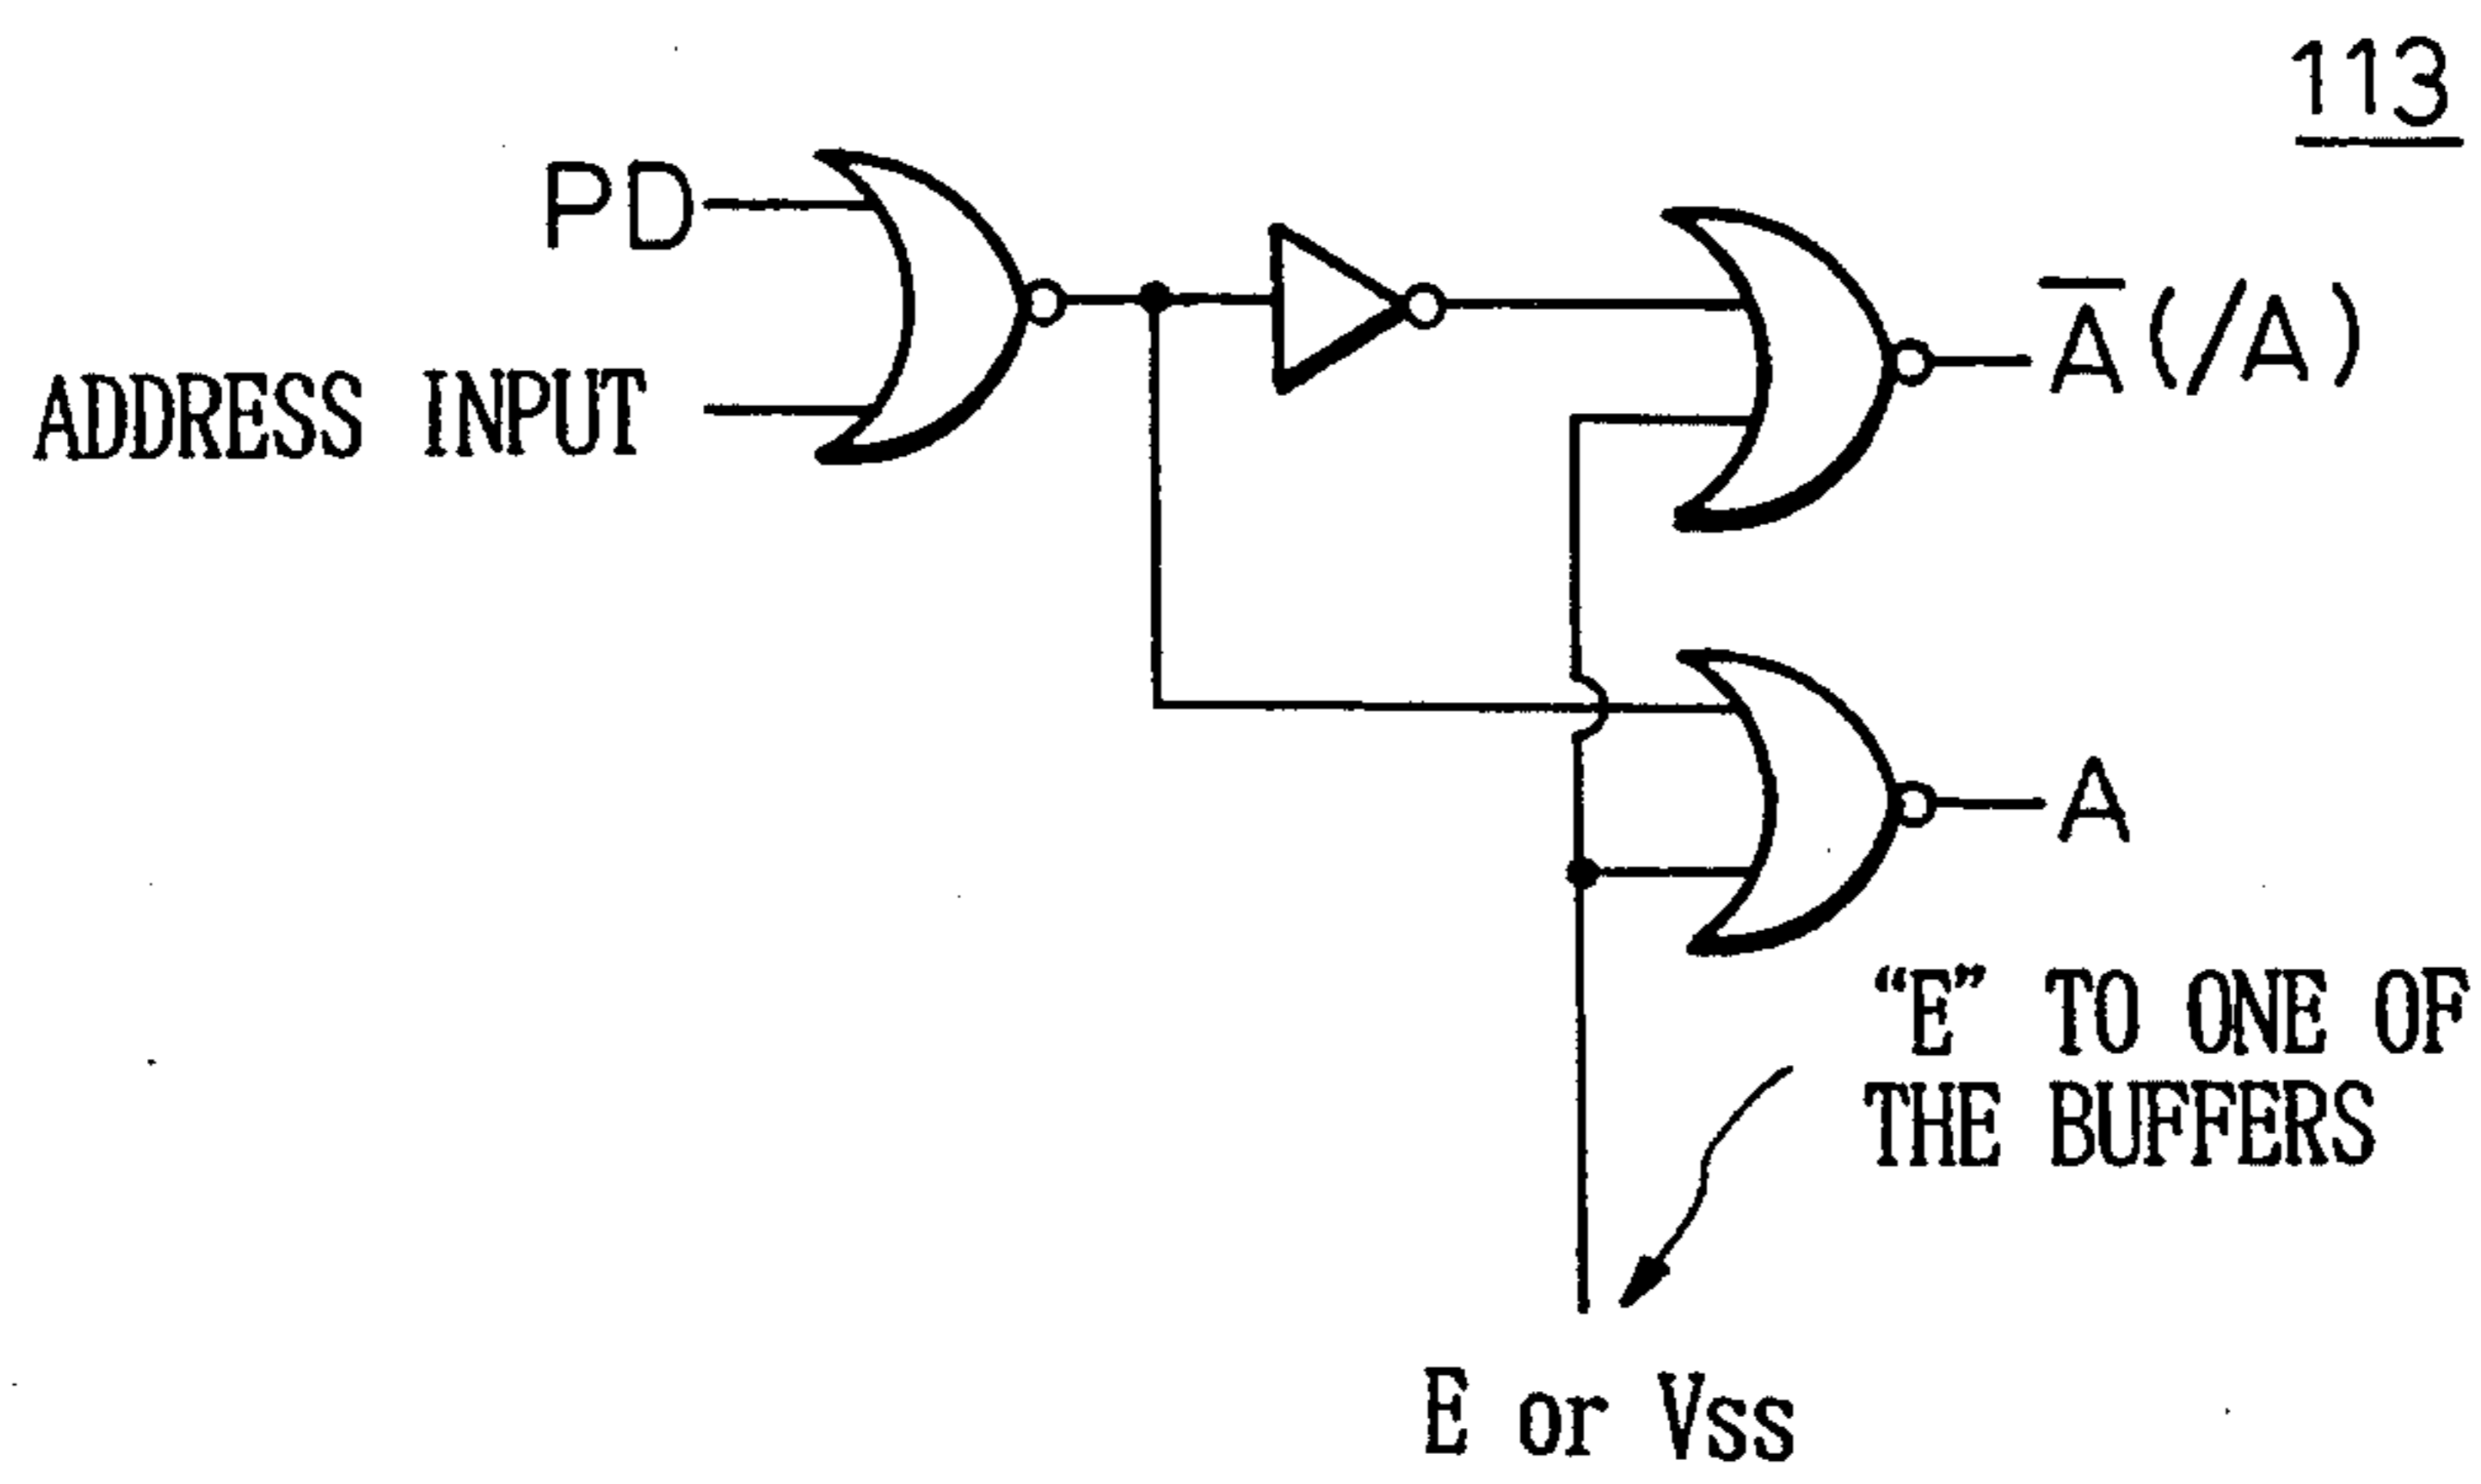 113
PD
ADDRESS INPUT
A̅(/A)
A
“E” TO ONE OF
THE BUFFERS
E or Vss